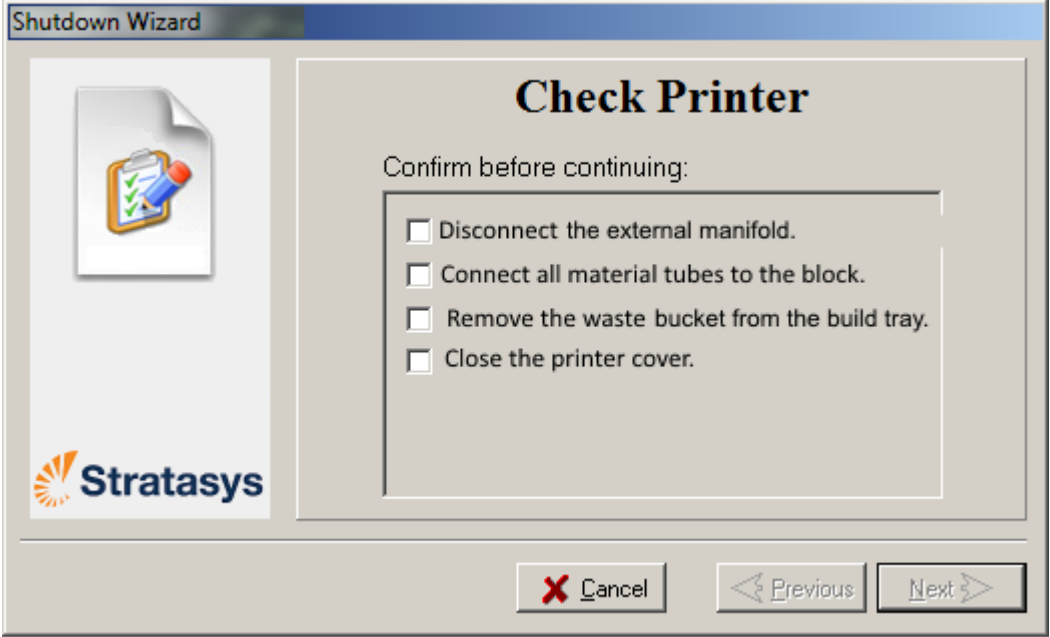 Shutdown Wizard
Check Printer
Confirm before continuing:
Disconnect the external manifold.
Connect all material tubes to the block.
Remove the waste bucket from the build tray.
Close the printer cover.
Stratasys
Cancel
Previous
Next